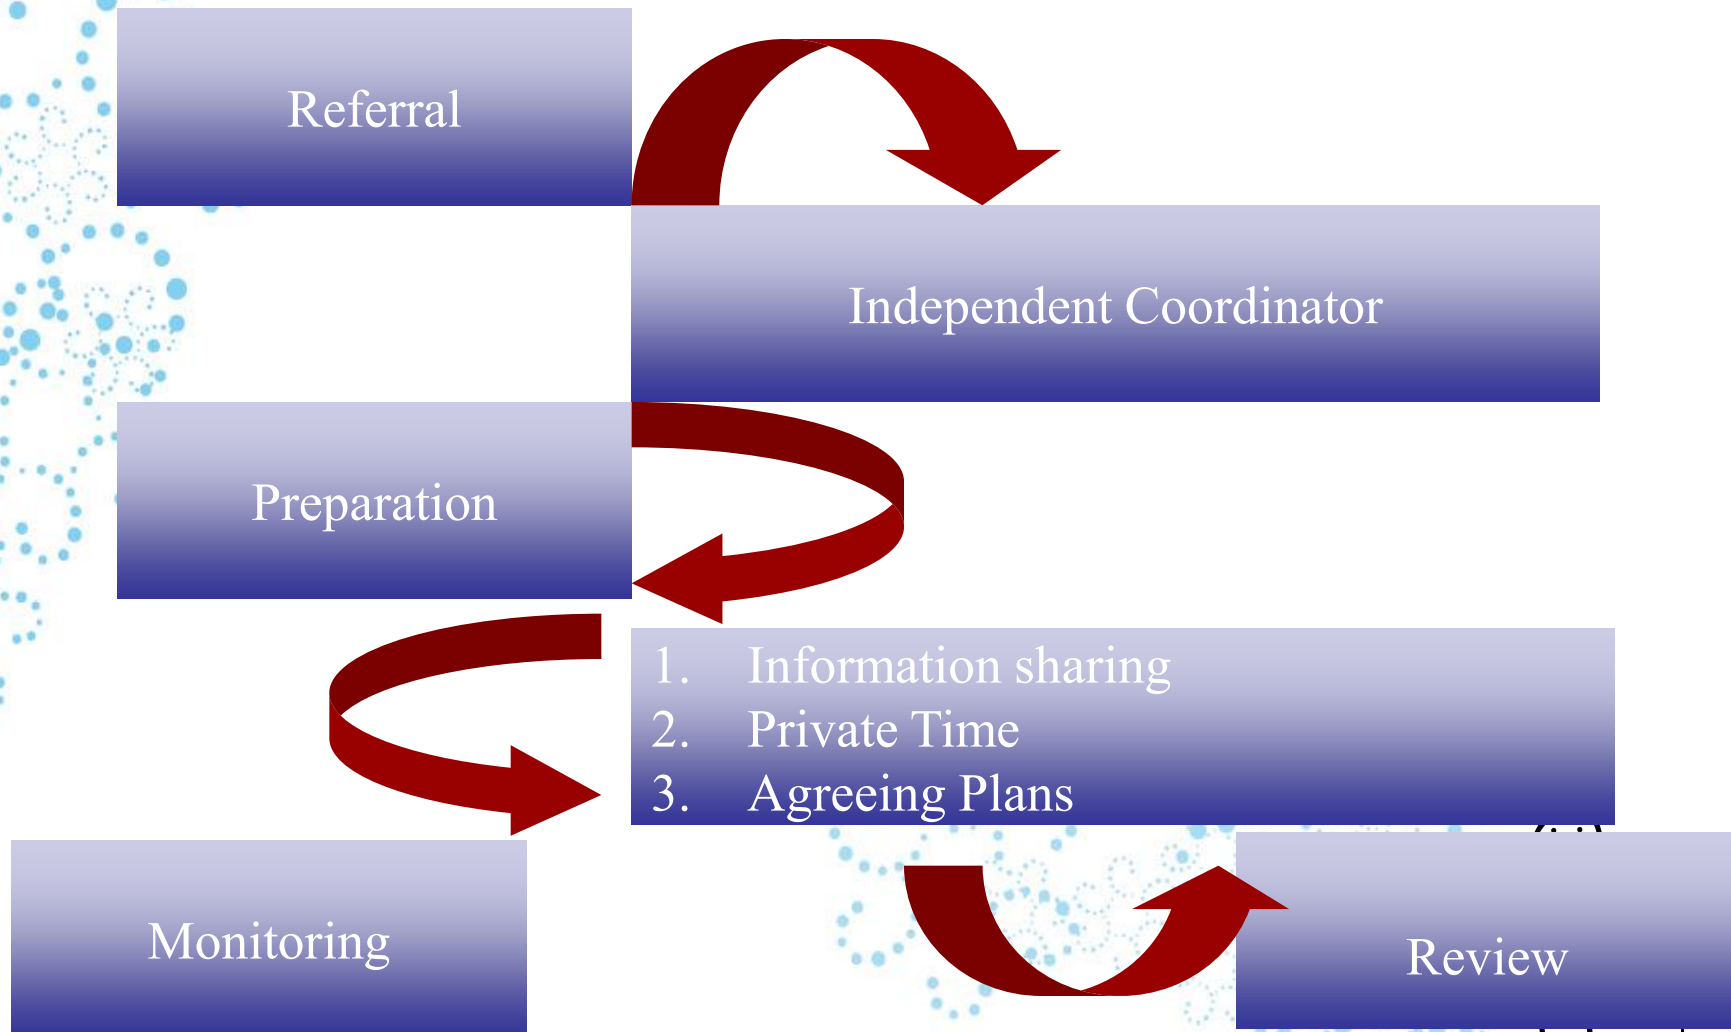 Referral
Independent Coordinator
Preparation
1. Information sharing
2. Private Time
3. Agreeing Plans
Monitoring
Review